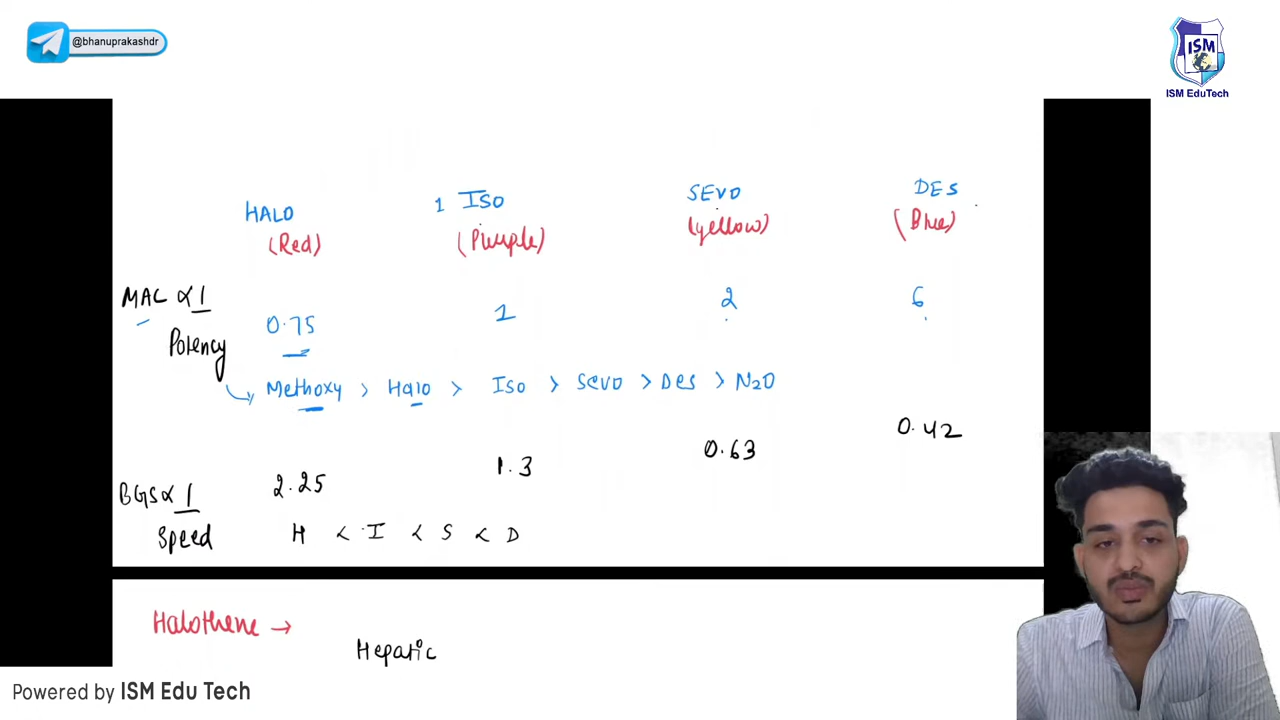 @bhanuprakashdr
ISM
ISM EduTech
HALO 1 ISO SEVO DES
(Red) (Purple) (yellow) (Blue)
MAC ∝ 1
Potency
0.75 1 2 6
Methoxy > Halo > Iso > Sevo > Des > N2O
BGS ∝ 1
Speed
2.25 1.3 0.63 0.42
H < I < S < D
Halothene →
Hepatic
Powered by ISM Edu Tech